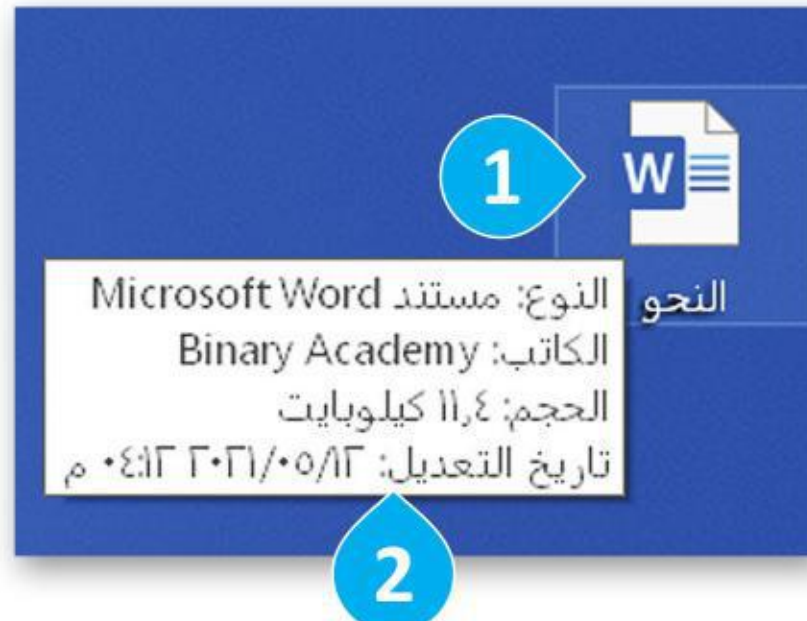 1
W
النحو
النوع: مستند Microsoft Word
الكاتب: Binary Academy
الحجم: ١١,٤ كيلوبايت
تاريخ التعديل: ٢٠٢١/٠٥/١٢ ٠٤:١٢ م
2